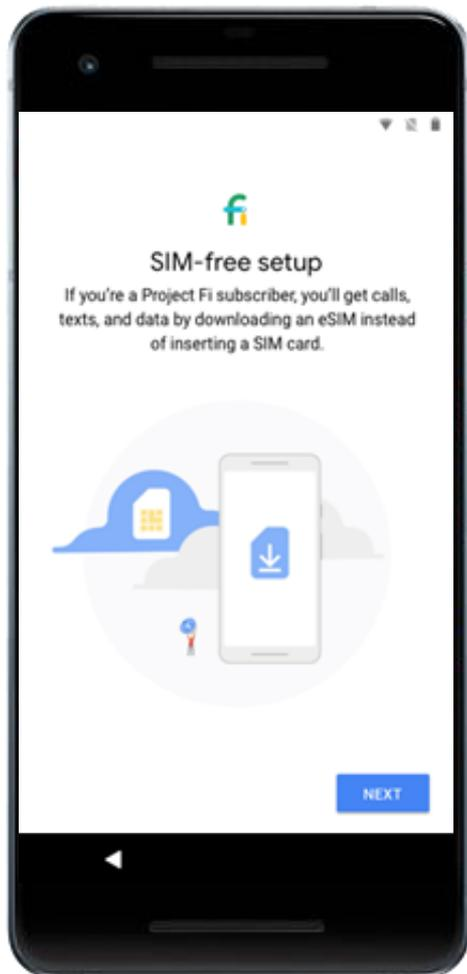 fi
SIM-free setup
If you're a Project Fi subscriber, you'll get calls,
texts, and data by downloading an eSIM instead
of inserting a SIM card.
NEXT